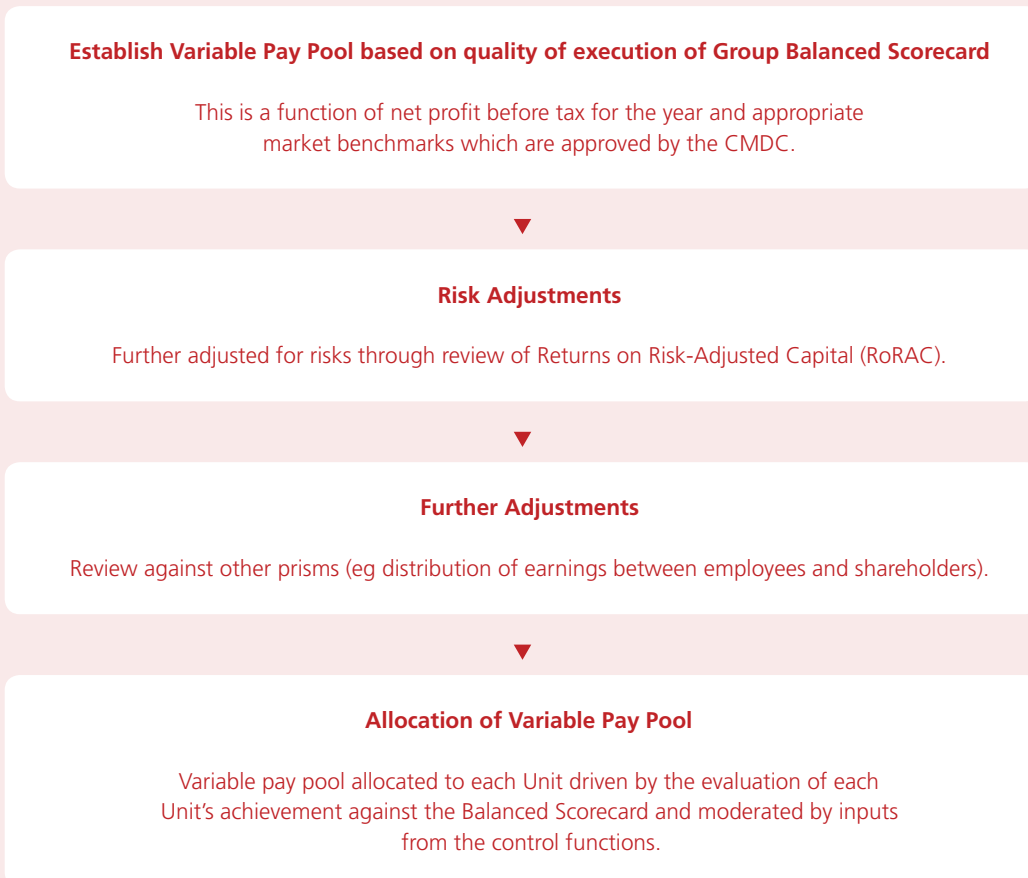 Establish Variable Pay Pool based on quality of execution of Group Balanced Scorecard
This is a function of net profit before tax for the year and appropriate
market benchmarks which are approved by the CMDC.
Risk Adjustments
Further adjusted for risks through review of Returns on Risk-Adjusted Capital (RoRAC).
Further Adjustments
Review against other prisms (eg distribution of earnings between employees and shareholders).
Allocation of Variable Pay Pool
Variable pay pool allocated to each Unit driven by the evaluation of each
Unit's achievement against the Balanced Scorecard and moderated by inputs
from the control functions.